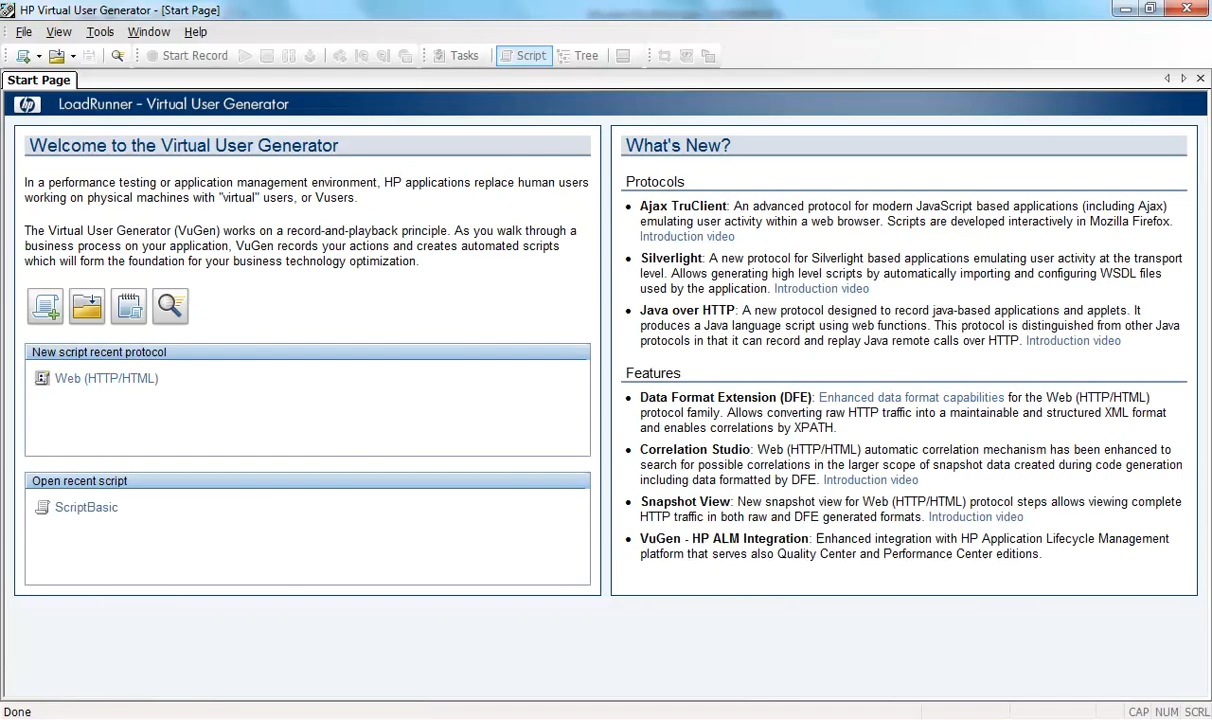 HP Virtual User Generator - [Start Page]
File View Tools Window Help
Start Record Tasks Script Tree
Start Page
hp LoadRunner - Virtual User Generator
Welcome to the Virtual User Generator
In a performance testing or application management environment, HP applications replace human users
working on physical machines with "virtual" users, or Vusers.
The Virtual User Generator (VuGen) works on a record-and-playback principle. As you walk through a
business process on your application, VuGen records your actions and creates automated scripts
which will form the foundation for your business technology optimization.
New script recent protocol
Web (HTTP/HTML)
Open recent script
ScriptBasic
What's New?
Protocols
• Ajax TruClient: An advanced protocol for modern JavaScript based applications (including Ajax)
emulating user activity within a web browser. Scripts are developed interactively in Mozilla Firefox.
Introduction video
• Silverlight: A new protocol for Silverlight based applications emulating user activity at the transport
level. Allows generating high level scripts by automatically importing and configuring WSDL files
used by the application. Introduction video
• Java over HTTP: A new protocol designed to record java-based applications and applets. It
produces a Java language script using web functions. This protocol is distinguished from other Java
protocols in that it can record and replay Java remote calls over HTTP. Introduction video
Features
• Data Format Extension (DFE): Enhanced data format capabilities for the Web (HTTP/HTML)
protocol family. Allows converting raw HTTP traffic into a maintainable and structured XML format
and enables correlations by XPATH.
• Correlation Studio: Web (HTTP/HTML) automatic correlation mechanism has been enhanced to
search for possible correlations in the larger scope of snapshot data created during code generation
including data formatted by DFE. Introduction video
• Snapshot View: New snapshot view for Web (HTTP/HTML) protocol steps allows viewing complete
HTTP traffic in both raw and DFE generated formats. Introduction video
• VuGen - HP ALM Integration: Enhanced integration with HP Application Lifecycle Management
platform that serves also Quality Center and Performance Center editions.
Done CAP NUM SCRL